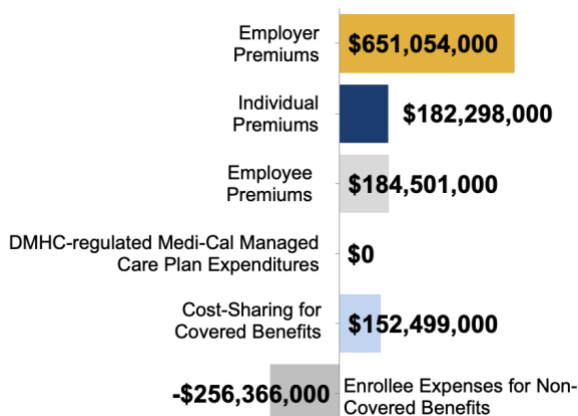 Employer
Premiums
$651,054,000
Individual
Premiums
$182,298,000
Employee
Premiums
$184,501,000
DMHC-regulated Medi-Cal Managed
Care Plan Expenditures
$0
Cost-Sharing for
Covered Benefits
$152,499,000
-$256,366,000
Enrollee Expenses for Non-
Covered Benefits